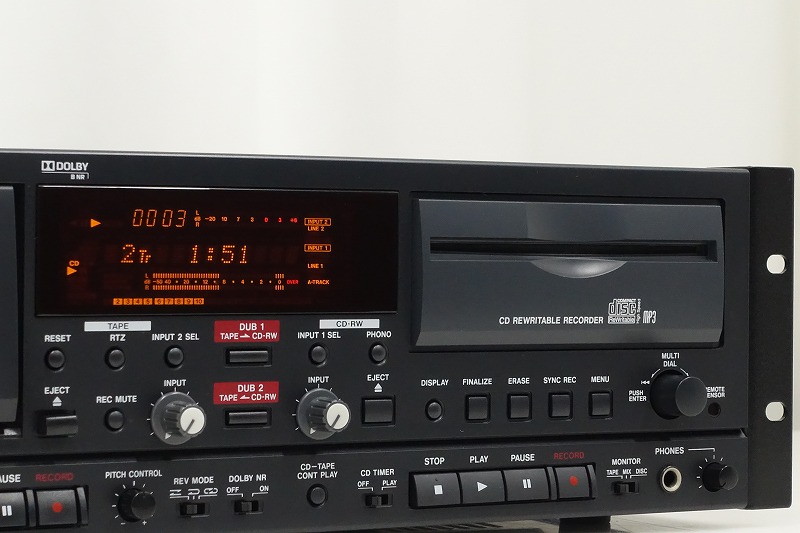 DOLBY
B NR
0003
L
dB -20 10 7 3 0 3 +6
R
INPUT 2
LINE 2
CD
2Tr 1:51
INPUT 1
LINE 1
L
dB -50 40 20 12 6 4 2 0 OVER
R
A-TRACK
2 3 4 5 6 7 8 9 10
CD REWRITABLE RECORDER
COMPACT
disc
ReWritable
High Speed
MP3
TAPE
CD-RW
RESET
RTZ
INPUT 2 SEL
DUB 1
TAPE CD-RW
INPUT 1 SEL
PHONO
EJECT
REC MUTE
INPUT
DUB 2
TAPE CD-RW
INPUT
EJECT
DISPLAY
FINALIZE
ERASE
SYNC REC
MENU
MULTI
DIAL
PUSH
ENTER
REMOTE
SENSOR
PAUSE
RECORD
PITCH CONTROL
REV MODE
DOLBY NR
OFF ON
CD-TAPE
CONT PLAY
CD TIMER
OFF PLAY
STOP
PLAY
PAUSE
RECORD
MONITOR
TAPE MIX DISC
PHONES